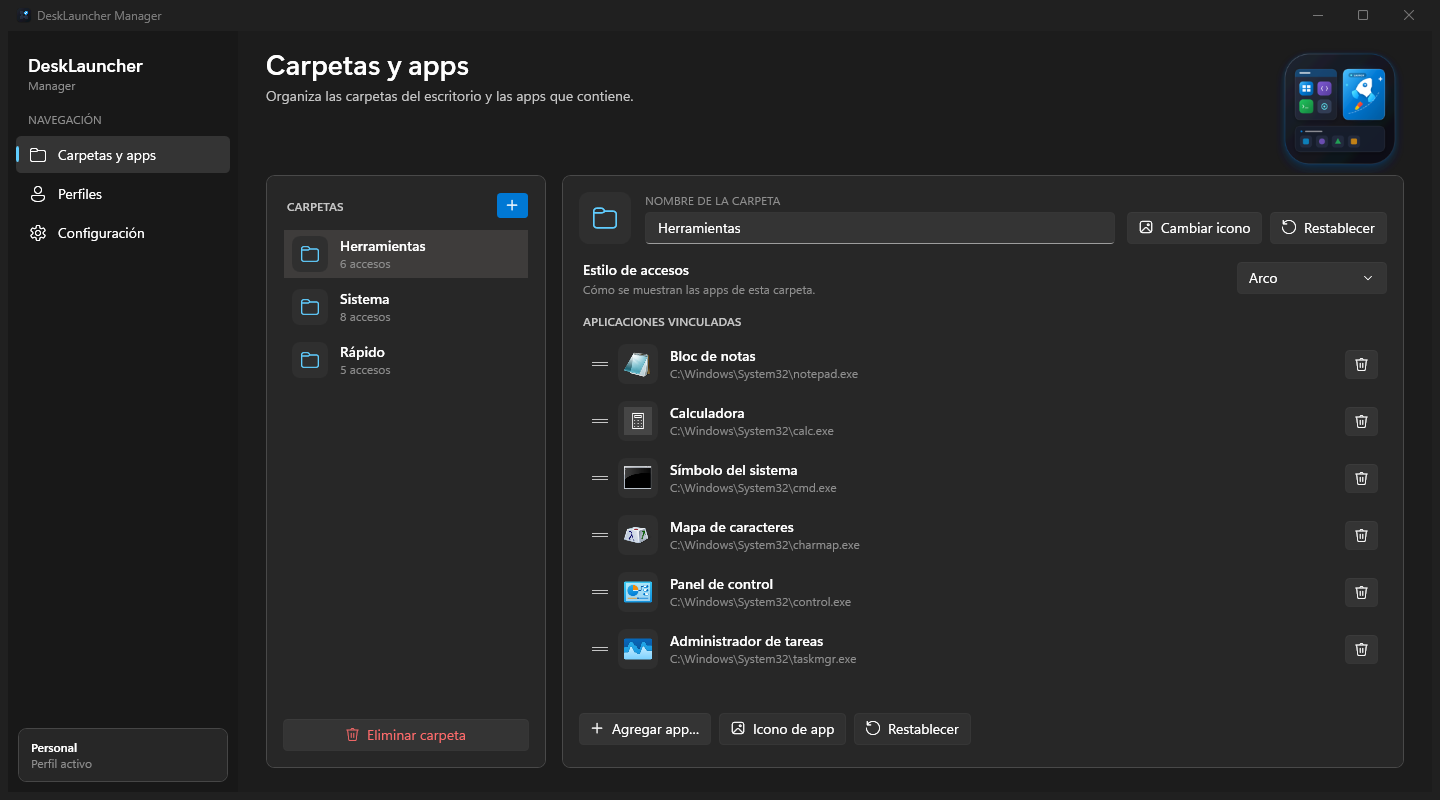 DeskLauncher Manager
DeskLauncher
Manager
NAVEGACIÓN
Carpetas y apps
Perfiles
Configuración
Personal
Perfil activo
Carpetas y apps
Organiza las carpetas del escritorio y las apps que contiene.
CARPETAS
Herramientas
6 accesos
Sistema
8 accesos
Rápido
5 accesos
Eliminar carpeta
NOMBRE DE LA CARPETA
Herramientas
Cambiar icono
Restablecer
Estilo de accesos
Cómo se muestran las apps de esta carpeta.
Arco
APLICACIONES VINCULADAS
Bloc de notas
C:\Windows\System32\notepad.exe
Calculadora
C:\Windows\System32\calc.exe
Símbolo del sistema
C:\Windows\System32\cmd.exe
Mapa de caracteres
C:\Windows\System32\charmap.exe
Panel de control
C:\Windows\System32\control.exe
Administrador de tareas
C:\Windows\System32\taskmgr.exe
Agregar app...
Icono de app
Restablecer